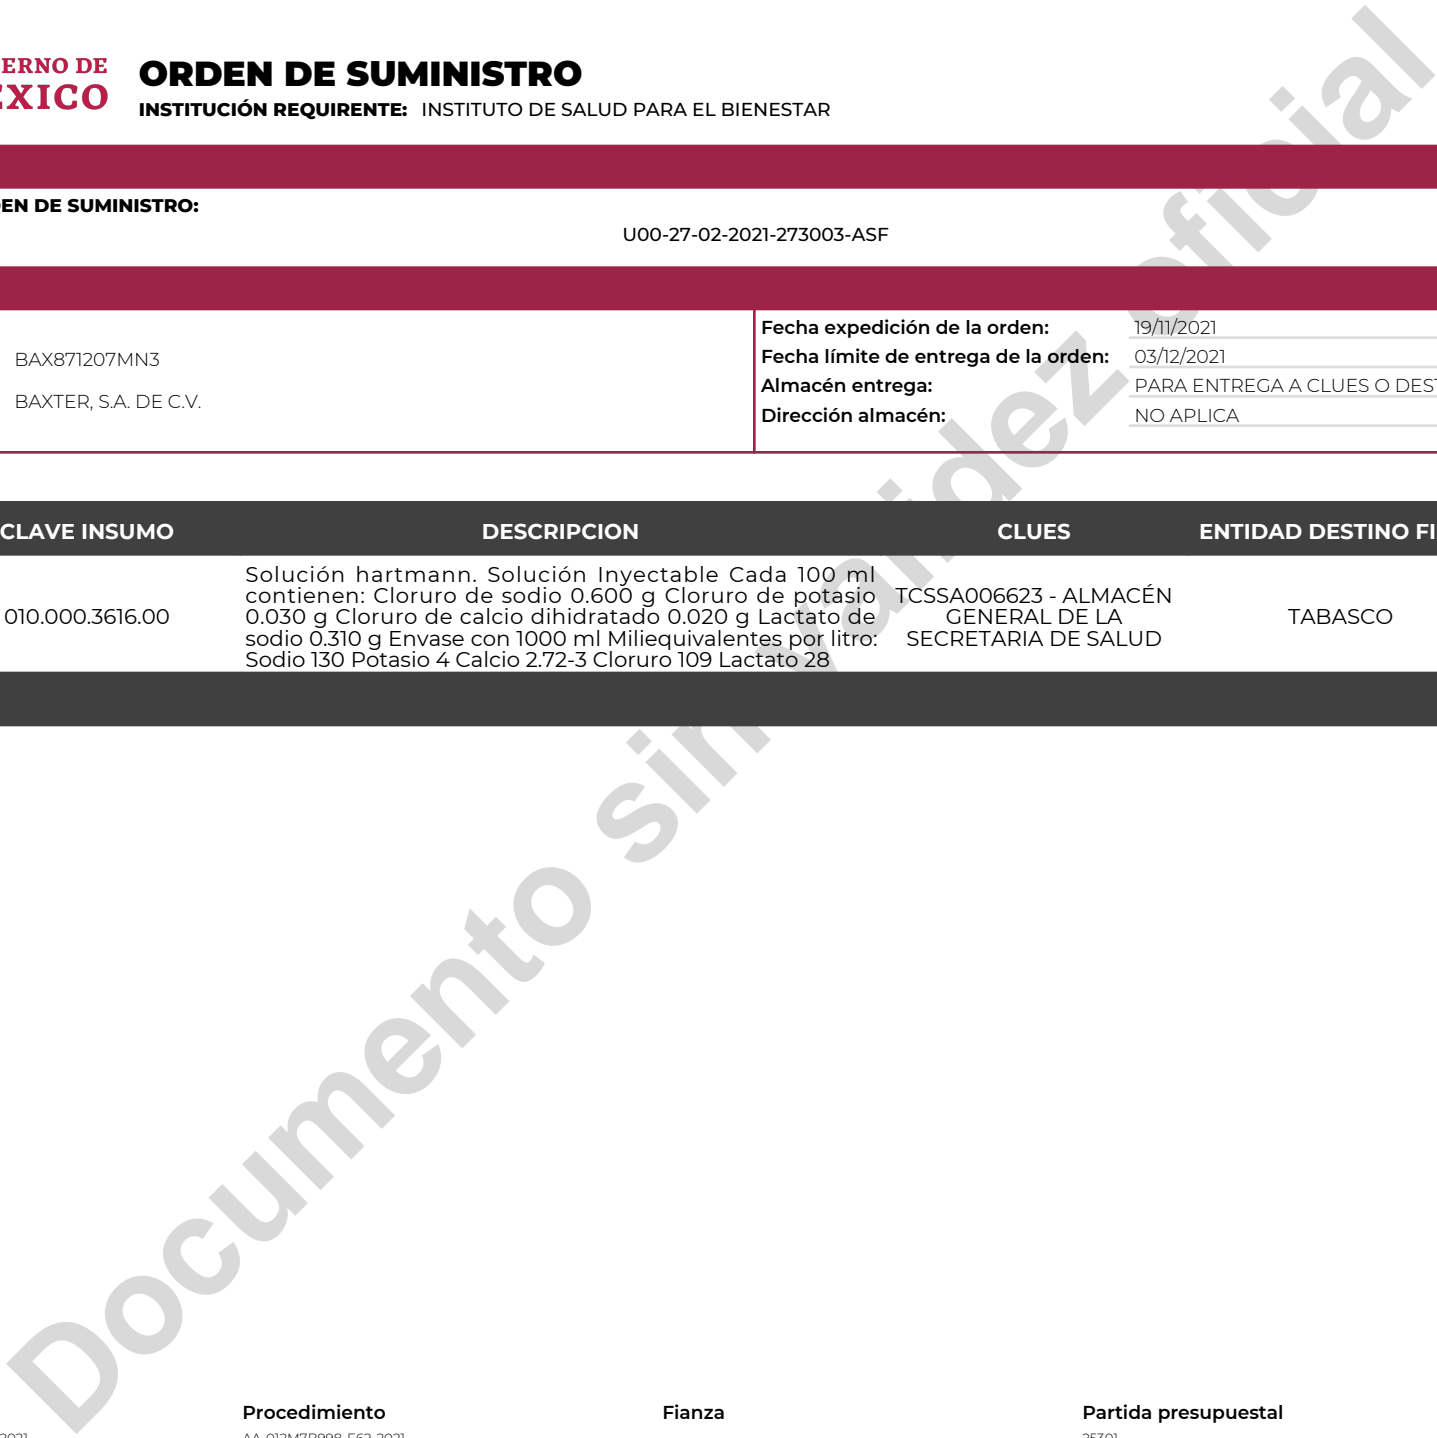 ERNO DE
EXICO
ORDEN DE SUMINISTRO
INSTITUCIÓN REQUIRENTE: INSTITUTO DE SALUD PARA EL BIENESTAR
EN DE SUMINISTRO:
U00-27-02-2021-273003-ASF
BAX871207MN3
BAXTER, S.A. DE C.V.
Fecha expedición de la orden: 19/11/2021
Fecha límite de entrega de la orden: 03/12/2021
Almacén entrega: PARA ENTREGA A CLUES O DEST
Dirección almacén: NO APLICA
CLAVE INSUMO DESCRIPCION CLUES ENTIDAD DESTINO FI
010.000.3616.00
Solución hartmann. Solución Inyectable Cada 100 ml
contienen: Cloruro de sodio 0.600 g Cloruro de potasio
0.030 g Cloruro de calcio dihidratado 0.020 g Lactato de
sodio 0.310 g Envase con 1000 ml Miliequivalentes por litro:
Sodio 130 Potasio 4 Calcio 2.72-3 Cloruro 109 Lactato 28
TCSSA006623 - ALMACÉN
GENERAL DE LA
SECRETARIA DE SALUD
TABASCO
Documento sin validez oficial
Procedimiento Fianza Partida presupuestal